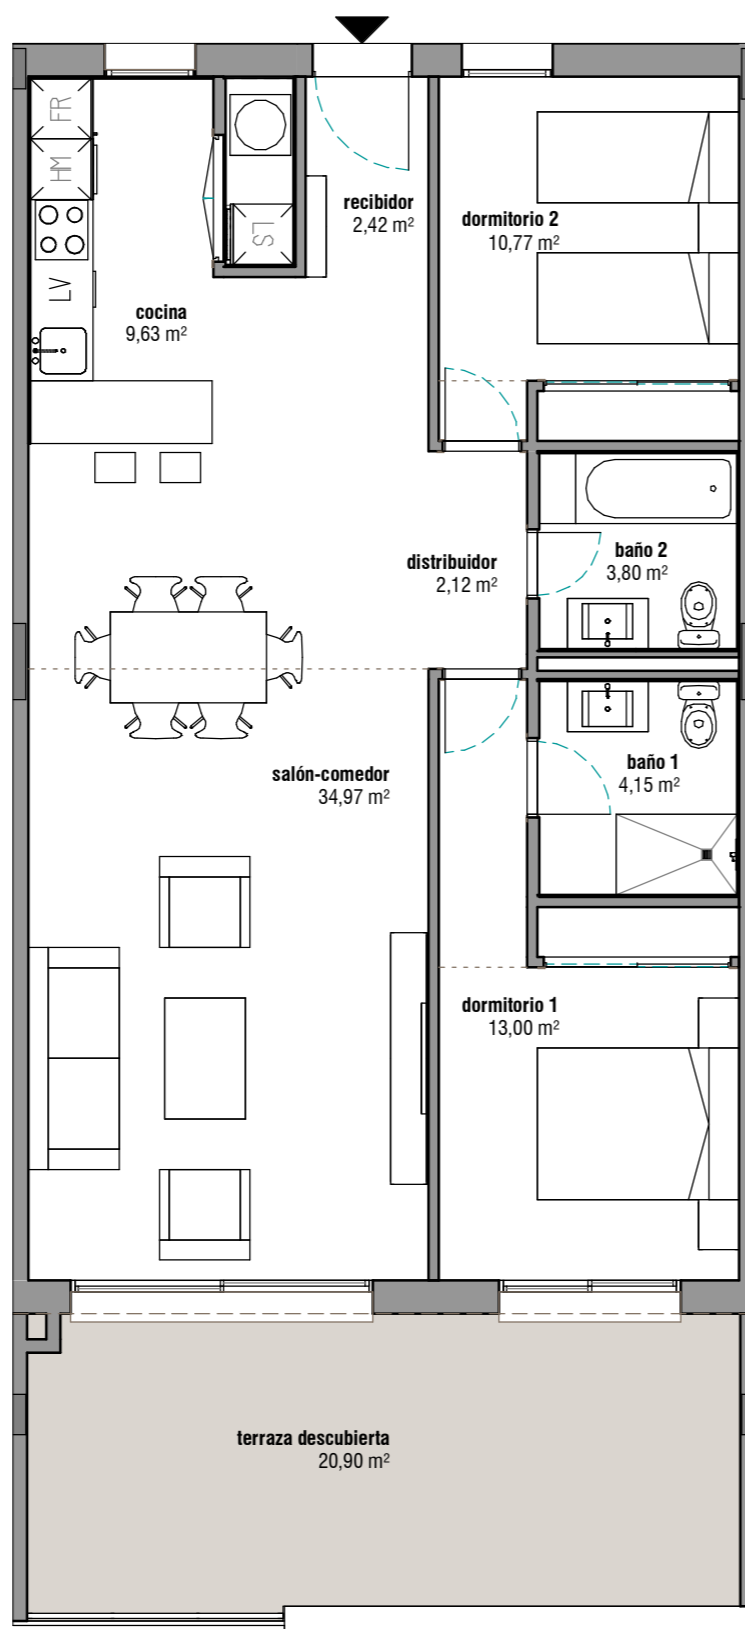 FR
HM
LV
LS
recibidor
2,42 m²
dormitorio 2
10,77 m²
cocina
9,63 m²
distribuidor
2,12 m²
baño 2
3,80 m²
baño 1
4,15 m²
salón-comedor
34,97 m²
dormitorio 1
13,00 m²
terraza descubierta
20,90 m²